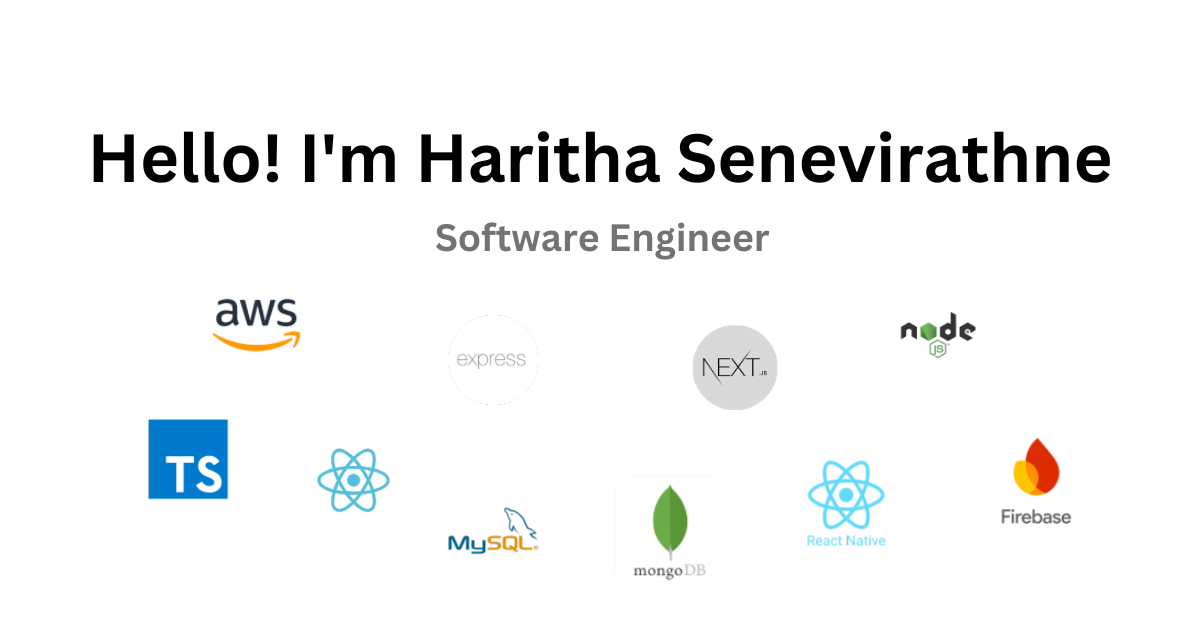 Hello! I'm Haritha Senevirathne
Software Engineer
aws
express
NEXT.JS
node
JS
TS
MySQL
mongoDB
React Native
Firebase